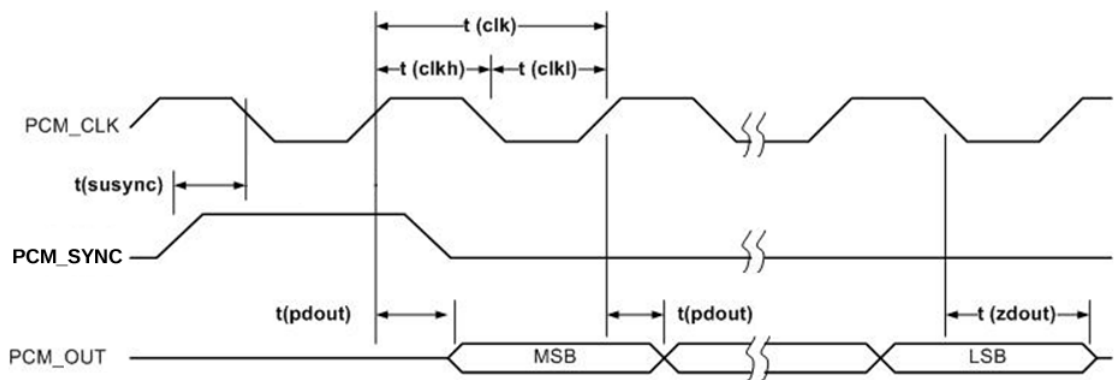 t (clk)
t (clkh) t (clkl)
PCM_CLK
t(susync)
PCM_SYNC
t(pdout) t(pdout) t (zdout)
PCM_OUT MSB LSB